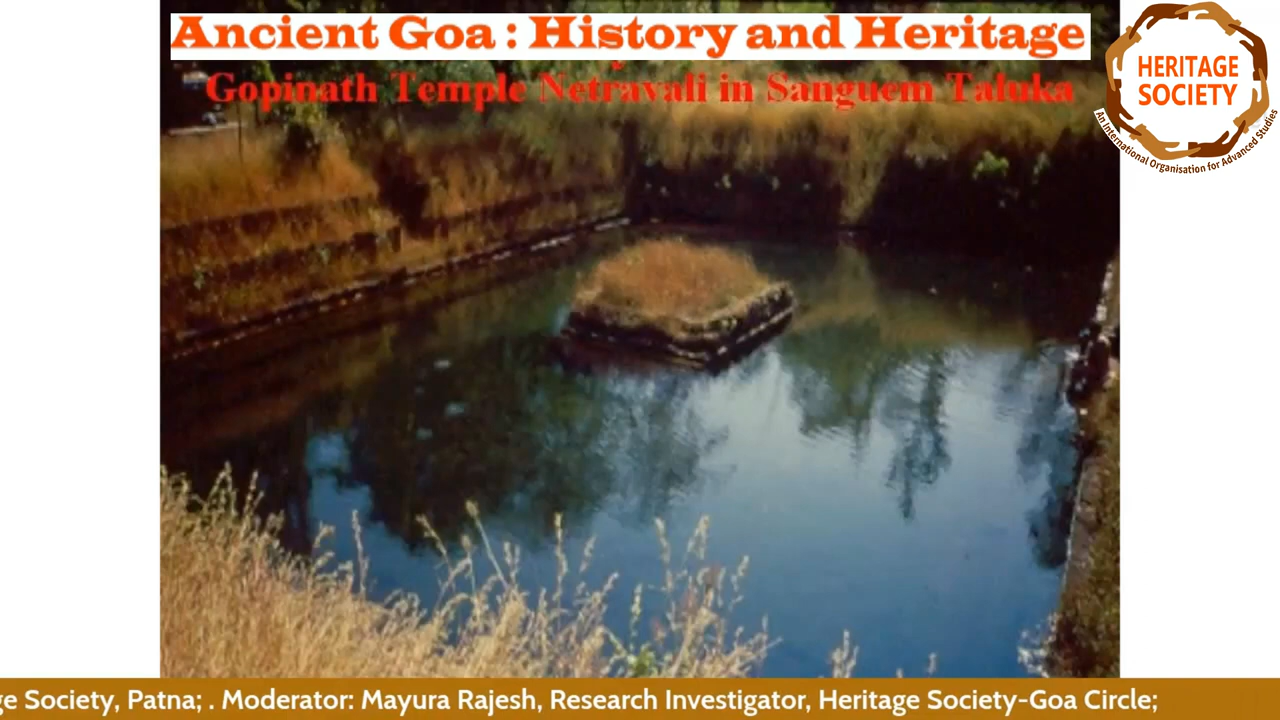 Ancient Goa : History and Heritage
Gopinath Temple Netravali in Sanguem Taluka
HERITAGE
SOCIETY
An International Organisation for Advanced Studies
ge Society, Patna; . Moderator: Mayura Rajesh, Research Investigator, Heritage Society-Goa Circle;